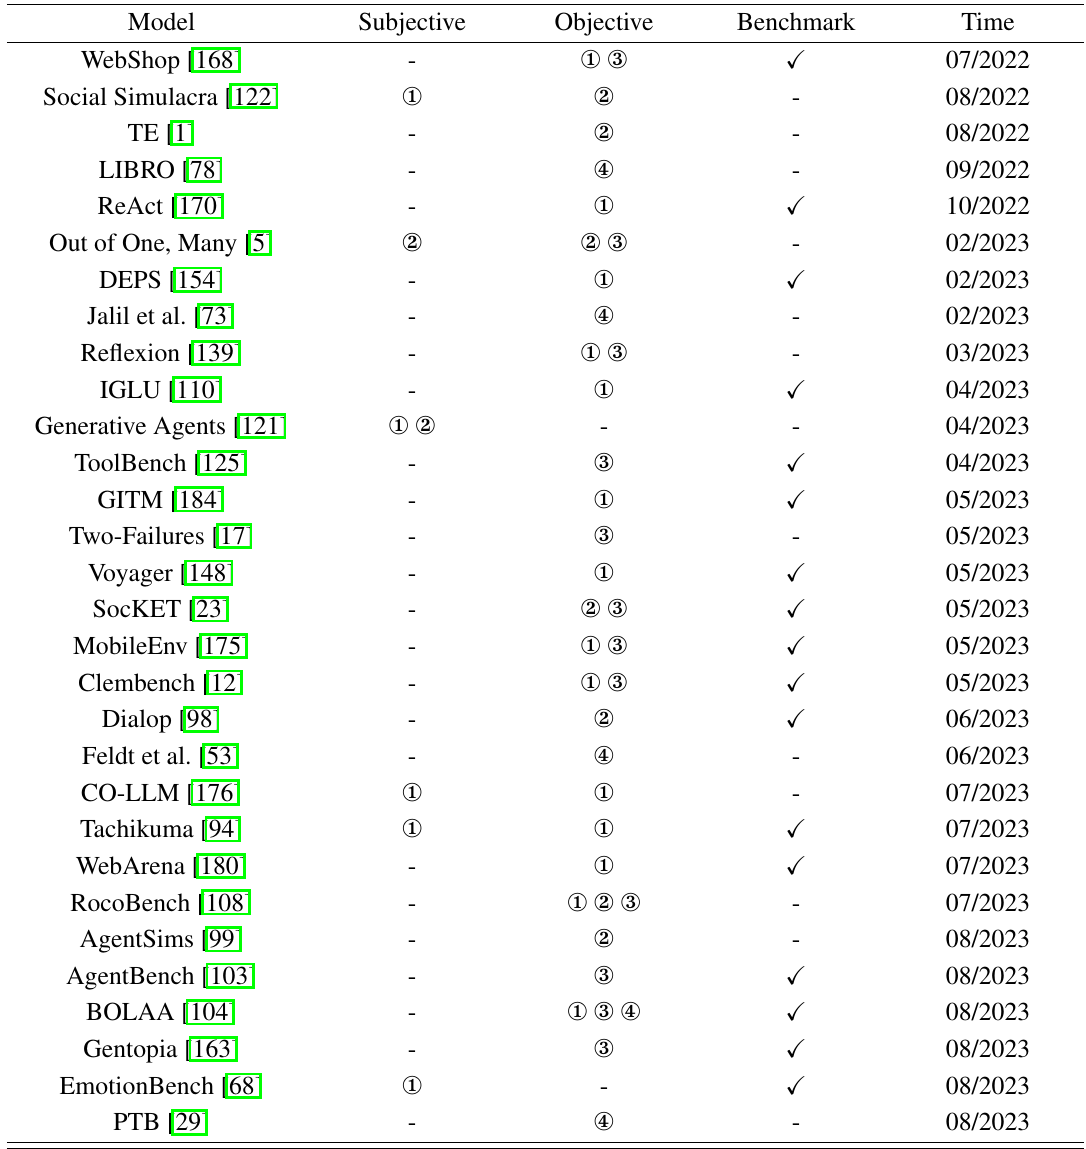 Model Subjective Objective Benchmark Time
WebShop [168] - ① ③ ✓ 07/2022
Social Simulacra [122] ① ② - 08/2022
TE [1] - ② - 08/2022
LIBRO [78] - ④ - 09/2022
ReAct [170] - ① ✓ 10/2022
Out of One, Many [5] ② ② ③ - 02/2023
DEPS [154] - ① ✓ 02/2023
Jalil et al. [73] - ④ - 02/2023
Reflexion [139] - ① ③ - 03/2023
IGLU [110] - ① ✓ 04/2023
Generative Agents [121] ① ② - - 04/2023
ToolBench [125] - ③ ✓ 04/2023
GITM [184] - ① ✓ 05/2023
Two-Failures [17] - ③ - 05/2023
Voyager [148] - ① ✓ 05/2023
SocKET [23] - ② ③ ✓ 05/2023
MobileEnv [175] - ① ③ ✓ 05/2023
Clembench [12] - ① ③ ✓ 05/2023
Dialop [98] - ② ✓ 06/2023
Feldt et al. [53] - ④ - 06/2023
CO-LLM [176] ① ① - 07/2023
Tachikuma [94] ① ① ✓ 07/2023
WebArena [180] - ① ✓ 07/2023
RocoBench [108] - ① ② ③ - 07/2023
AgentSims [99] - ② - 08/2023
AgentBench [103] - ③ ✓ 08/2023
BOLAA [104] - ① ③ ④ ✓ 08/2023
Gentopia [163] - ③ ✓ 08/2023
EmotionBench [68] ① - ✓ 08/2023
PTB [29] - ④ - 08/2023